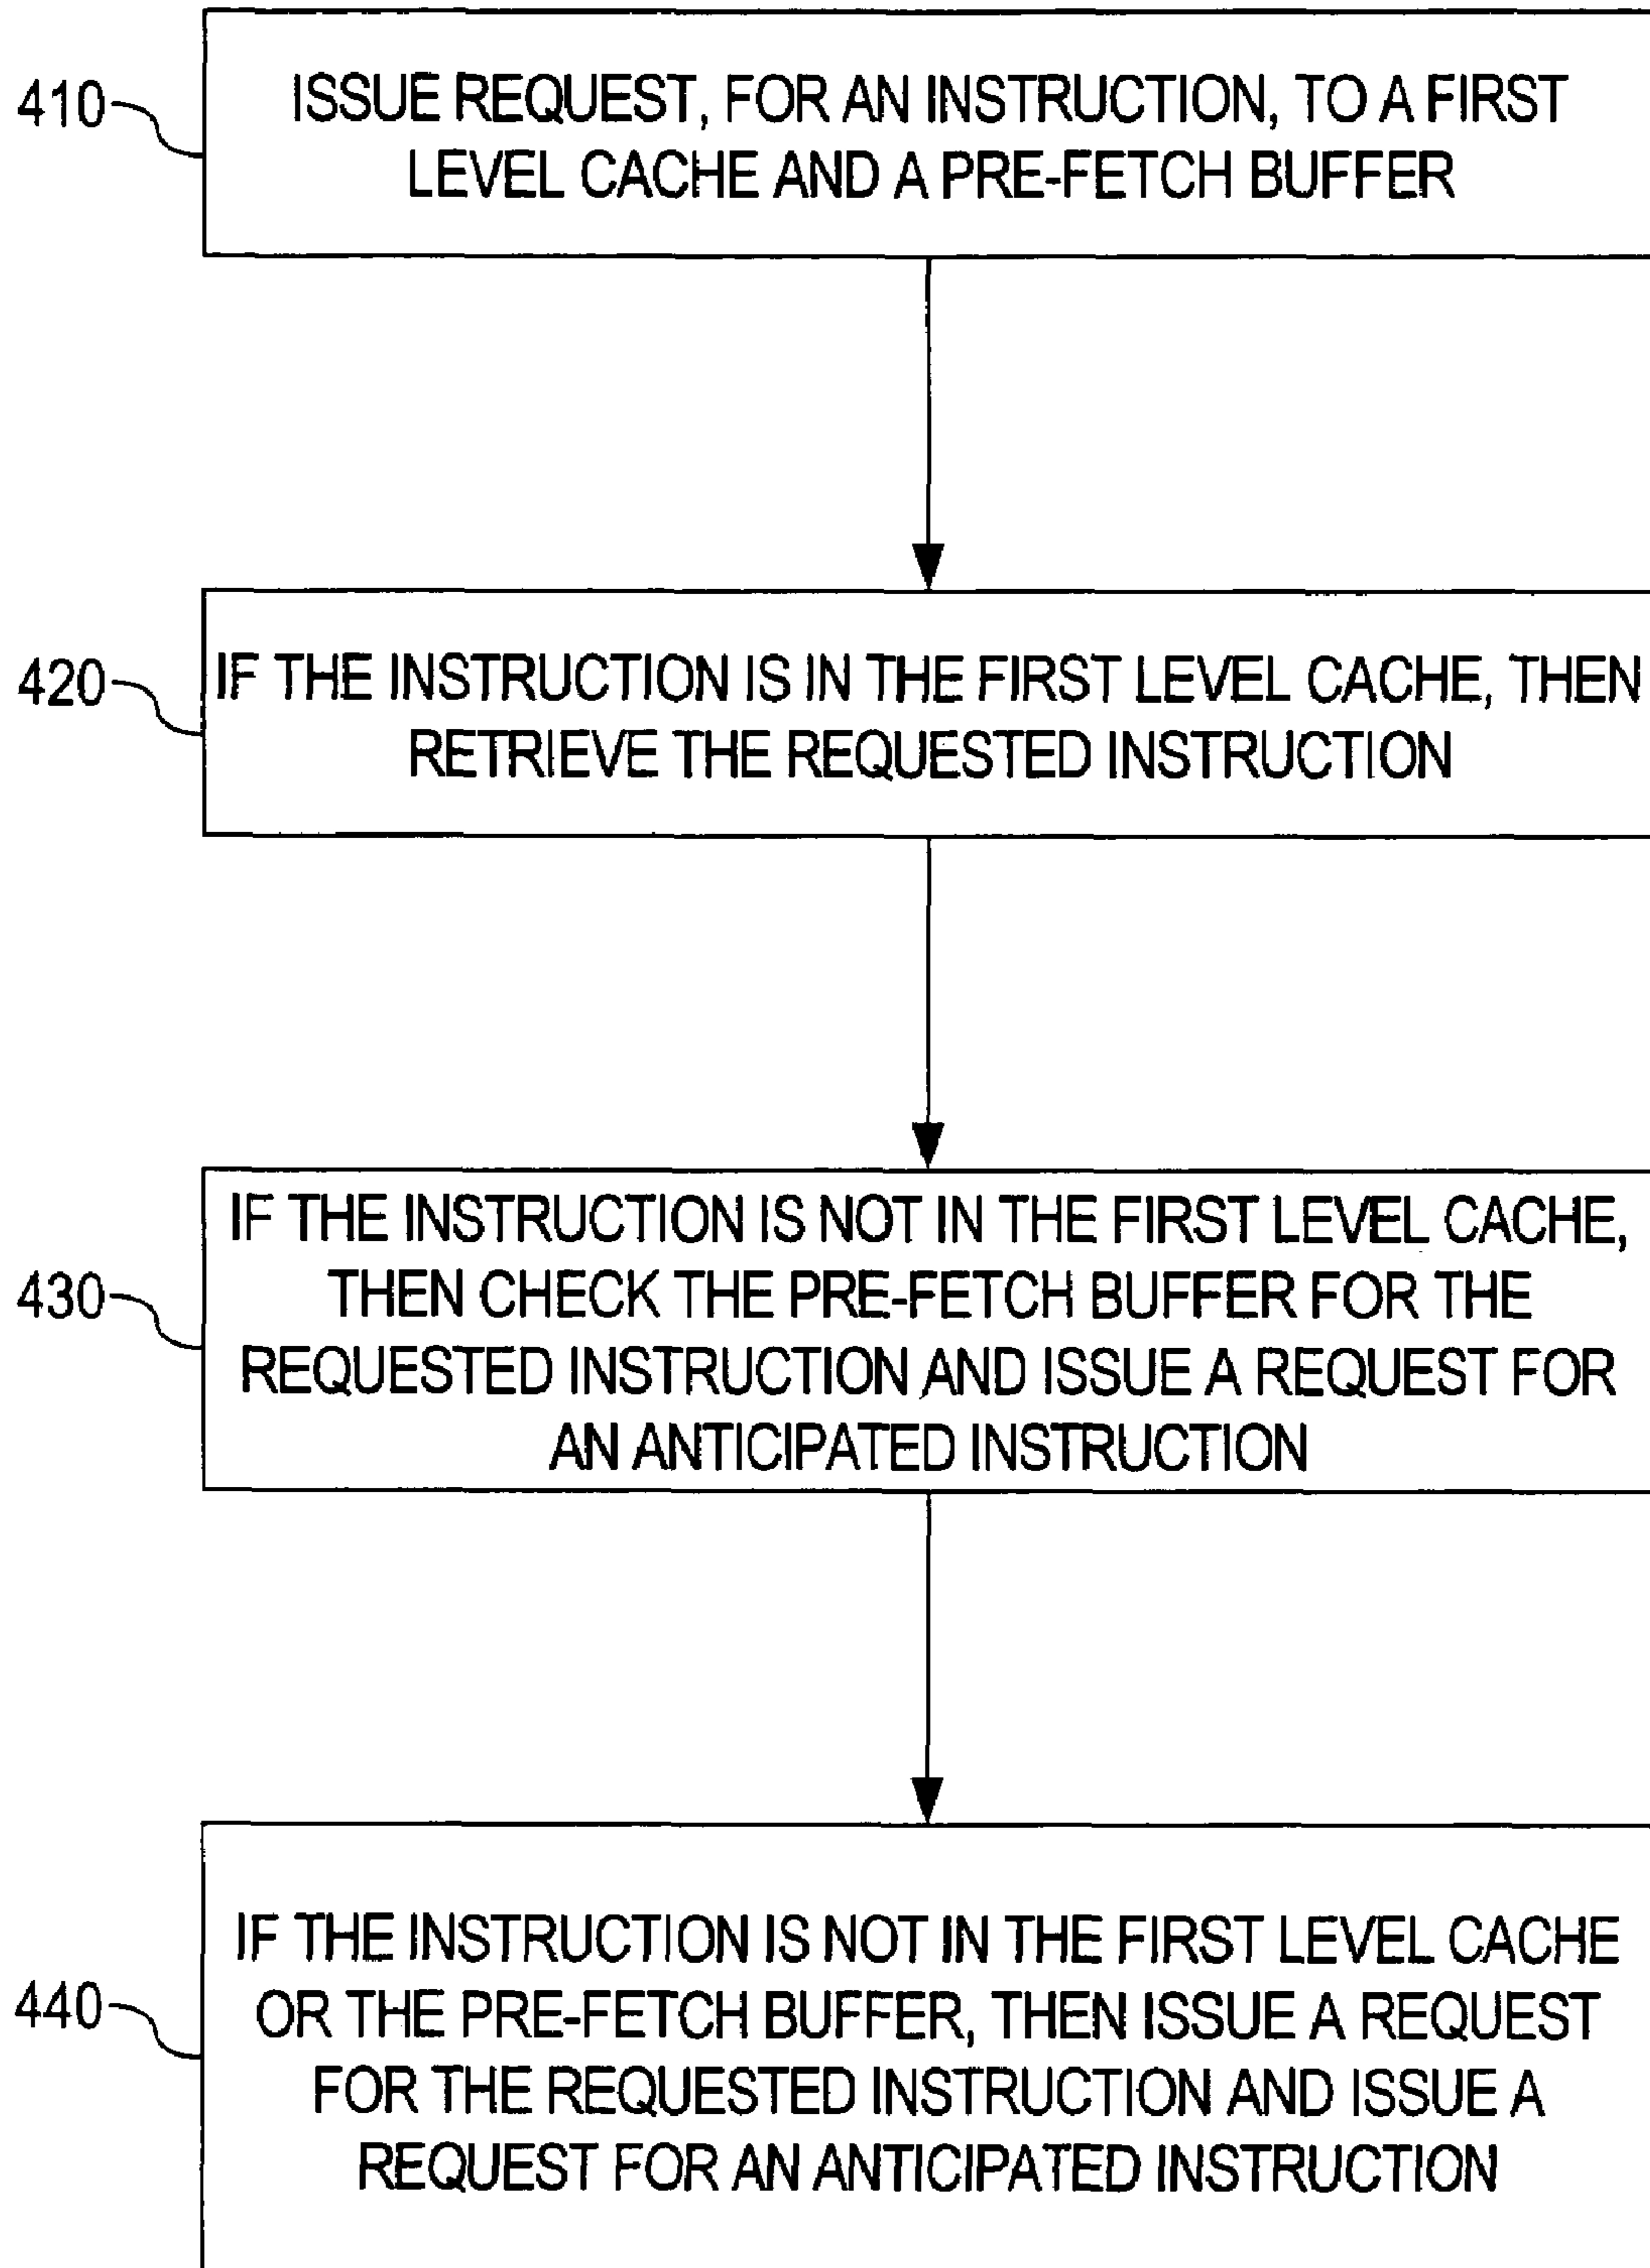 410
ISSUE REQUEST, FOR AN INSTRUCTION, TO A FIRST
LEVEL CACHE AND A PRE-FETCH BUFFER
420
IF THE INSTRUCTION IS IN THE FIRST LEVEL CACHE, THEN
RETRIEVE THE REQUESTED INSTRUCTION
430
IF THE INSTRUCTION IS NOT IN THE FIRST LEVEL CACHE,
THEN CHECK THE PRE-FETCH BUFFER FOR THE
REQUESTED INSTRUCTION AND ISSUE A REQUEST FOR
AN ANTICIPATED INSTRUCTION
440
IF THE INSTRUCTION IS NOT IN THE FIRST LEVEL CACHE
OR THE PRE-FETCH BUFFER, THEN ISSUE A REQUEST
FOR THE REQUESTED INSTRUCTION AND ISSUE A
REQUEST FOR AN ANTICIPATED INSTRUCTION